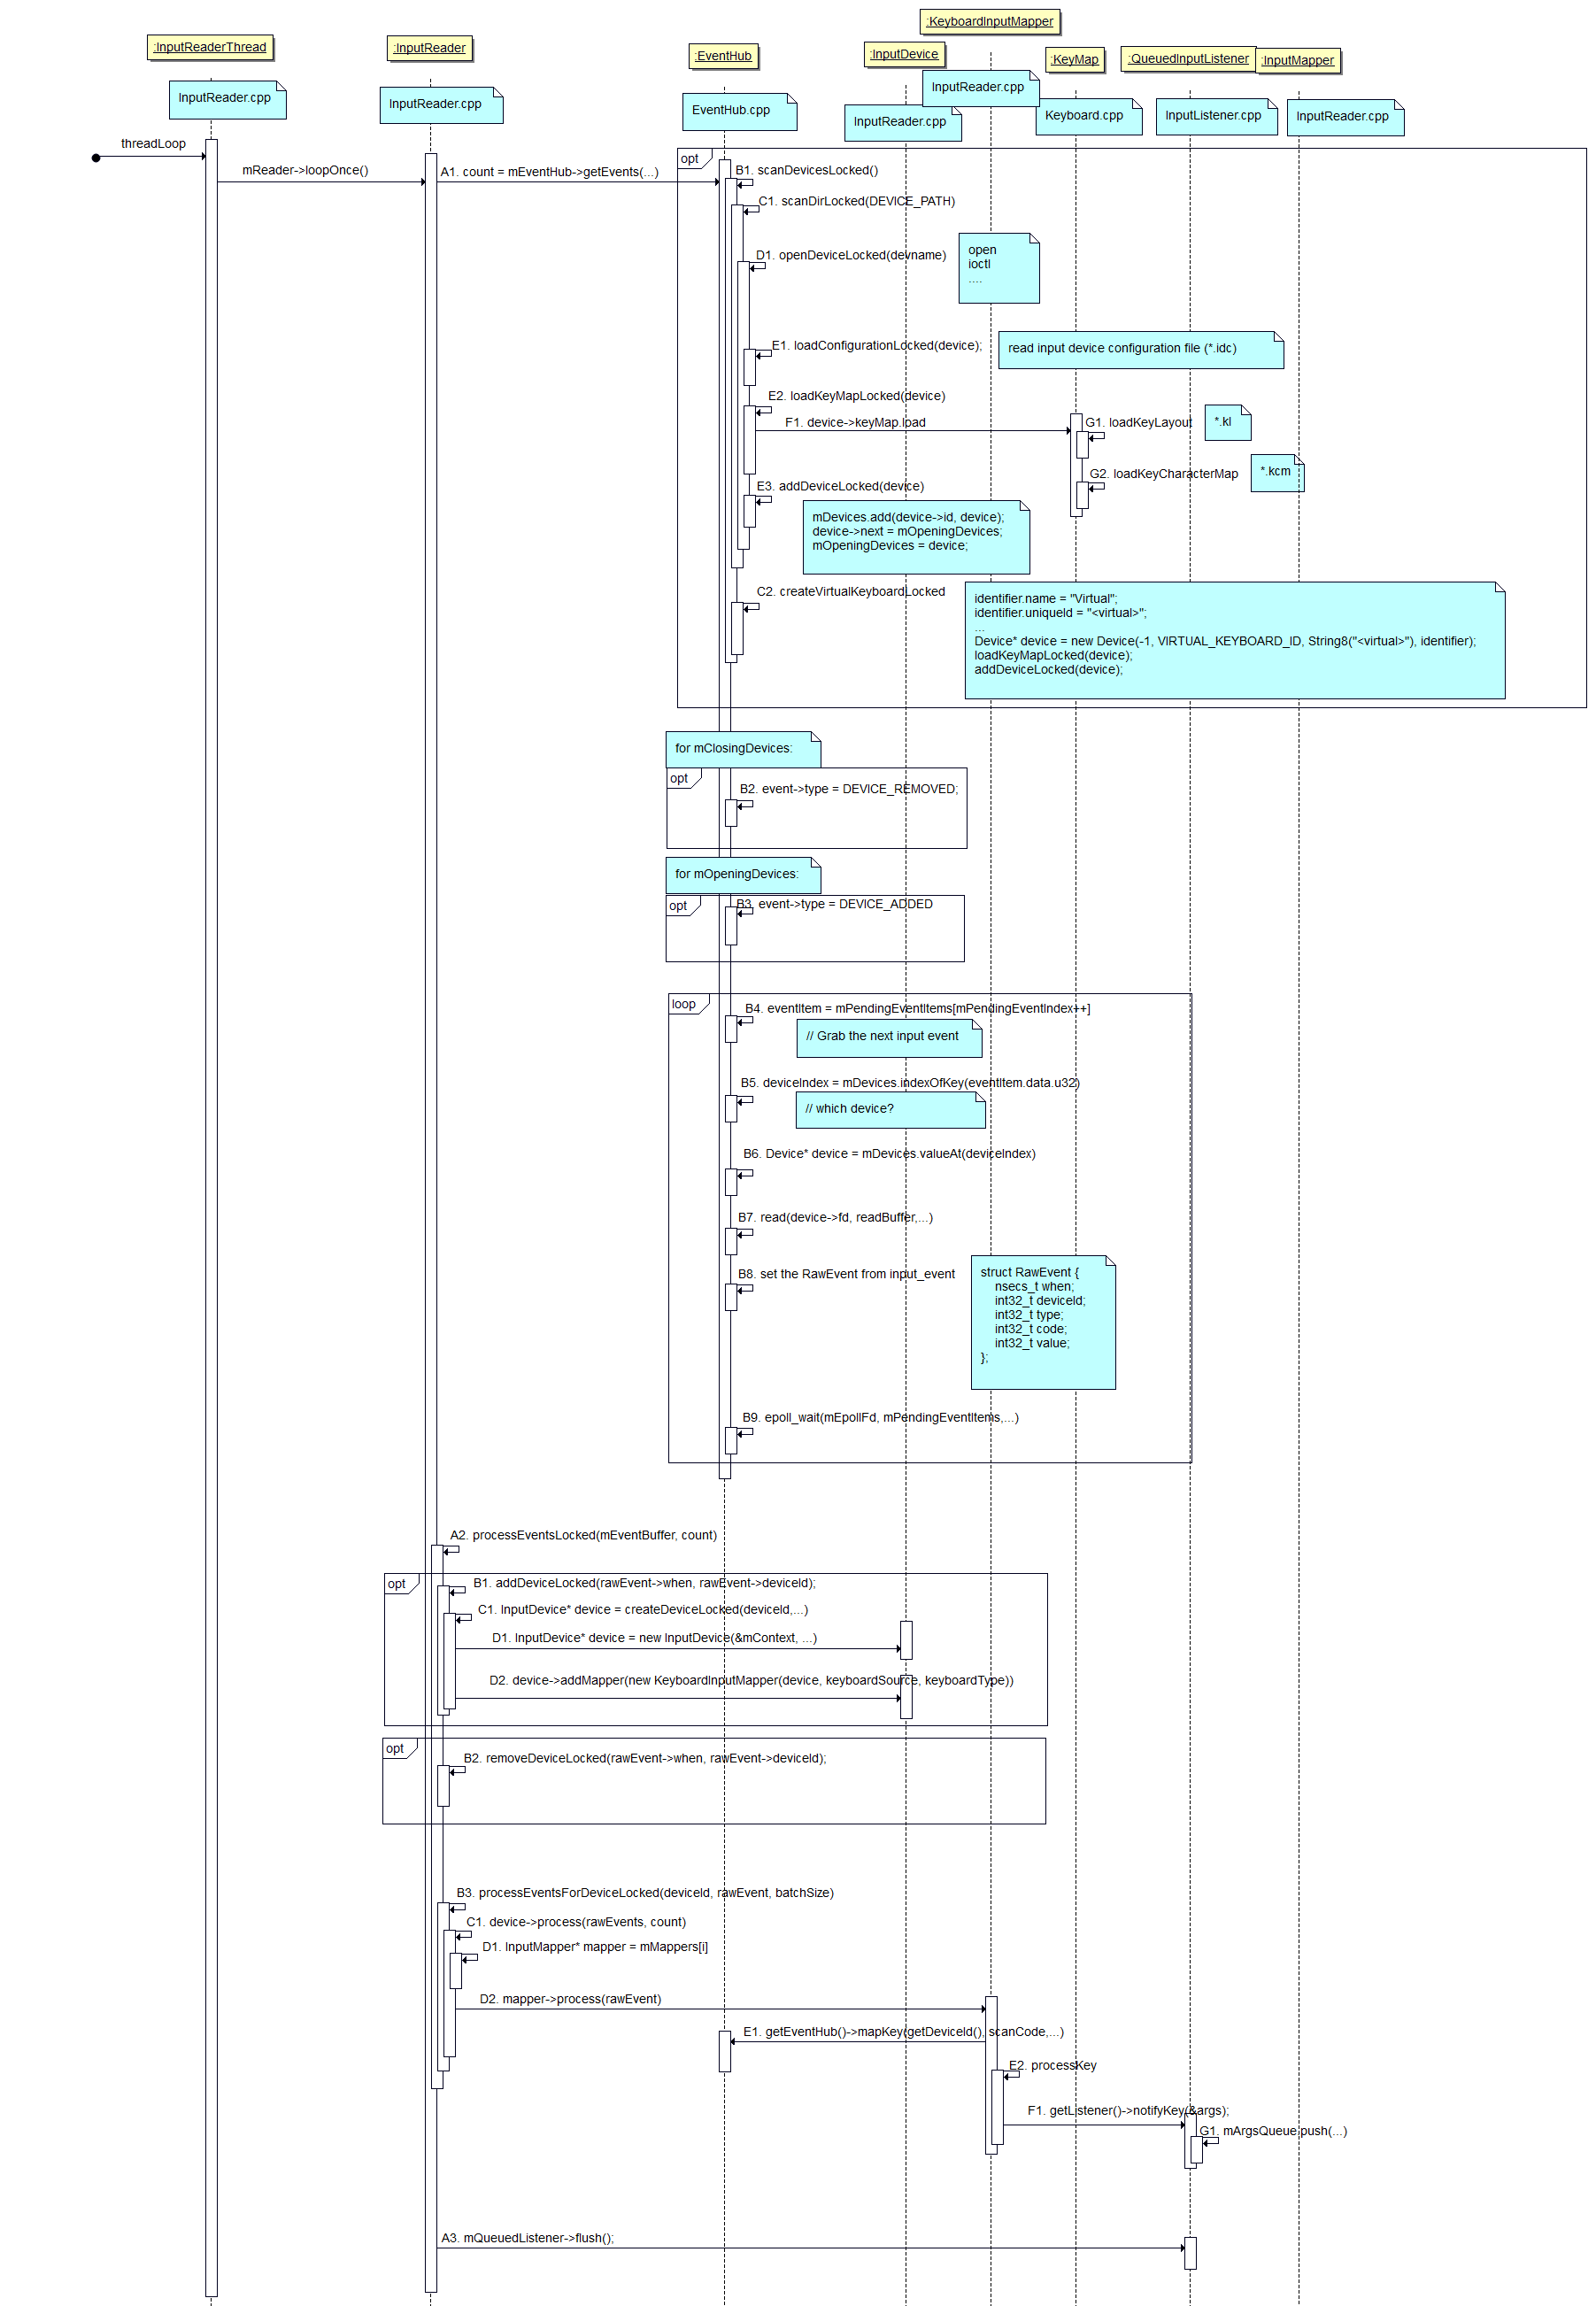 :KeyboardInputMapper
:InputReaderThread
:InputReader
:EventHub
:InputDevice
:KeyMap
:QueuedInputListener
:InputMapper
InputReader.cpp
InputReader.cpp
EventHub.cpp
InputReader.cpp
InputReader.cpp
Keyboard.cpp
InputListener.cpp
InputReader.cpp
threadLoop
mReader->loopOnce()
A1. count = mEventHub->getEvents(...)
opt
B1. scanDevicesLocked()
C1. scanDirLocked(DEVICE_PATH)
D1. openDeviceLocked(devname)
open
ioctl
....
E1. loadConfigurationLocked(device);
read input device configuration file (*.idc)
E2. loadKeyMapLocked(device)
F1. device->keyMap.load
G1. loadKeyLayout
*.kl
G2. loadKeyCharacterMap
*.kcm
E3. addDeviceLocked(device)
mDevices.add(device->id, device);
device->next = mOpeningDevices;
mOpeningDevices = device;
C2. createVirtualKeyboardLocked
identifier.name = "Virtual";
identifier.uniqueId = "<virtual>";
...
Device* device = new Device(-1, VIRTUAL_KEYBOARD_ID, String8("<virtual>"), identifier);
loadKeyMapLocked(device);
addDeviceLocked(device);
for mClosingDevices:
opt
B2. event->type = DEVICE_REMOVED;
for mOpeningDevices:
opt
B3. event->type = DEVICE_ADDED
loop
B4. eventItem = mPendingEventItems[mPendingEventIndex++]
// Grab the next input event
B5. deviceIndex = mDevices.indexOfKey(eventItem.data.u32)
// which device?
B6. Device* device = mDevices.valueAt(deviceIndex)
B7. read(device->fd, readBuffer,...)
B8. set the RawEvent from input_event
struct RawEvent {
nsecs_t when;
int32_t deviceId;
int32_t type;
int32_t code;
int32_t value;
};
B9. epoll_wait(mEpollFd, mPendingEventItems,...)
A2. processEventsLocked(mEventBuffer, count)
opt
B1. addDeviceLocked(rawEvent->when, rawEvent->deviceId);
C1. InputDevice* device = createDeviceLocked(deviceId,...)
D1. InputDevice* device = new InputDevice(&mContext, ...)
D2. device->addMapper(new KeyboardInputMapper(device, keyboardSource, keyboardType))
opt
B2. removeDeviceLocked(rawEvent->when, rawEvent->deviceId);
B3. processEventsForDeviceLocked(deviceId, rawEvent, batchSize)
C1. device->process(rawEvents, count)
D1. InputMapper* mapper = mMappers[i]
D2. mapper->process(rawEvent)
E1. getEventHub()->mapKey(getDeviceId(), scanCode,...)
E2. processKey
F1. getListener()->notifyKey(&args);
G1. mArgsQueue.push(...)
A3. mQueuedListener->flush();